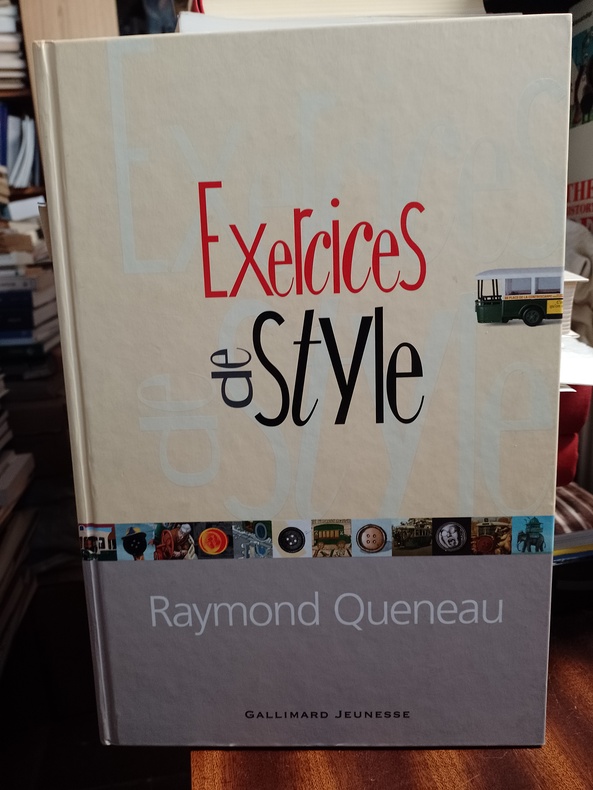 Exercices
de Style
Raymond Queneau
GALLIMARD JEUNESSE